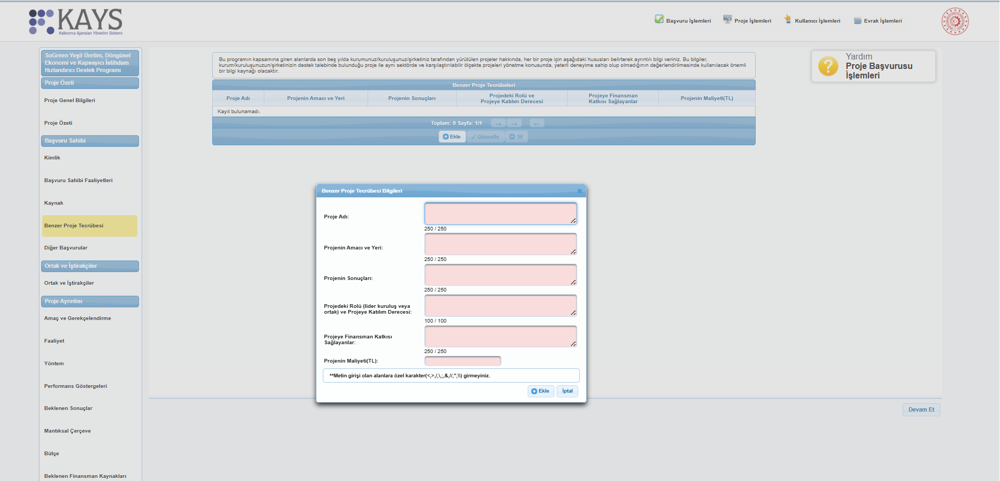 KAYS
Kalkınma Ajansları Yönetim Sistemi
Başvuru İşlemleri
Proje İşlemleri
Kullanıcı İşlemleri
Evrak İşlemleri
SoGreen Yeşil Üretim, Döngüsel
Ekonomi ve Kapsayıcı İstihdam
Hızlandırıcı Destek Programı
Proje Özeti
Proje Genel Bilgileri
Proje Özeti
Başvuru Sahibi
Kimlik
Başvuru Sahibi Faaliyetleri
Kaynak
Benzer Proje Tecrübesi
Diğer Başvurular
Ortak ve İştirakçiler
Ortak ve İştirakçiler
Proje Ayrıntısı
Amaç ve Gerekçelendirme
Faaliyet
Yöntem
Performans Göstergeleri
Beklenen Sonuçlar
Mantıksal Çerçeve
Bütçe
Beklenen Finansman Kaynakları
Bu programın kapsamına giren alanlarda son beş yılda kurumunuz/kuruluşunuz/şirketiniz tarafından yürütülen projeler hakkında, her bir proje için aşağıdaki hususları belirterek ayrıntılı bilgi veriniz. Bu bilgiler,
kurum/kuruluşunuzun/şirketinizin destek talebinde bulunduğu proje ile aynı sektörde ve karşılaştırılabilir ölçekte projeleri yönetme konusunda, yeterli deneyime sahip olup olmadığının değerlendirilmesinde kullanılacak önemli
bir bilgi kaynağı olacaktır.
Benzer Proje Tecrübeleri
Proje Adı
Projenin Amacı ve Yeri
Projenin Sonuçları
Projedeki Rolü ve
Projeye Katılım Derecesi
Projeye Finansman
Katkısı Sağlayanlar
Projenin Maliyeti(TL)
Kayıt bulunamadı.
Toplam: 0 Sayfa: 1/1
Ekle
Güncelle
Sil
Yardım
Proje Başvurusu
İşlemleri
Benzer Proje Tecrübesi Bilgileri
Proje Adı:
250 / 250
Projenin Amacı ve Yeri:
250 / 250
Projenin Sonuçları:
250 / 250
Projedeki Rolü (lider kuruluş veya
ortak) ve Projeye Katılım Derecesi:
100 / 100
Projeye Finansman Katkısı
Sağlayanlar:
250 / 250
Projenin Maliyeti(TL):
**Metin girişi olan alanlara özel karakter(<,>,/,\,;,&,//,",\\) girmeyiniz.
Ekle
İptal
Devam Et